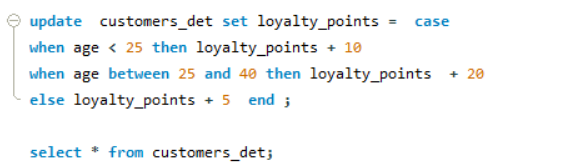 update customers_det set loyalty_points = case
when age < 25 then loyalty_points + 10
when age between 25 and 40 then loyalty_points + 20
else loyalty_points + 5 end ;
select * from customers_det;